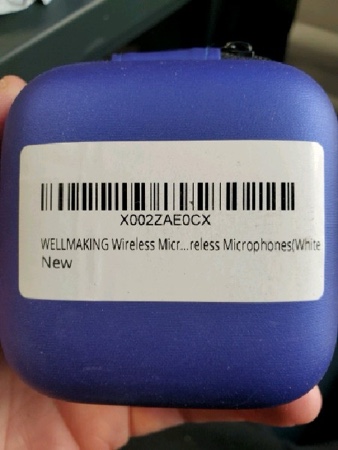 X002ZAE0CX
WELLMAKING Wireless Micr...reless Microphones(White
New